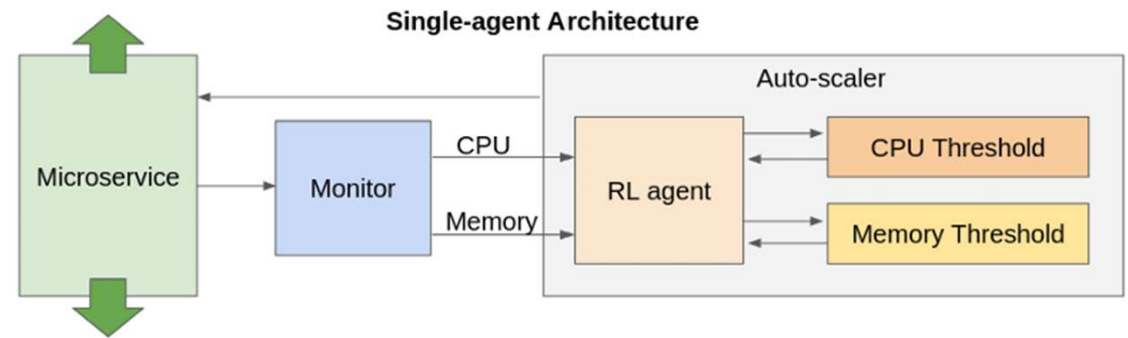 Single-agent Architecture
Auto-scaler
Microservice
Monitor
CPU
Memory
RL agent
CPU Threshold
Memory Threshold